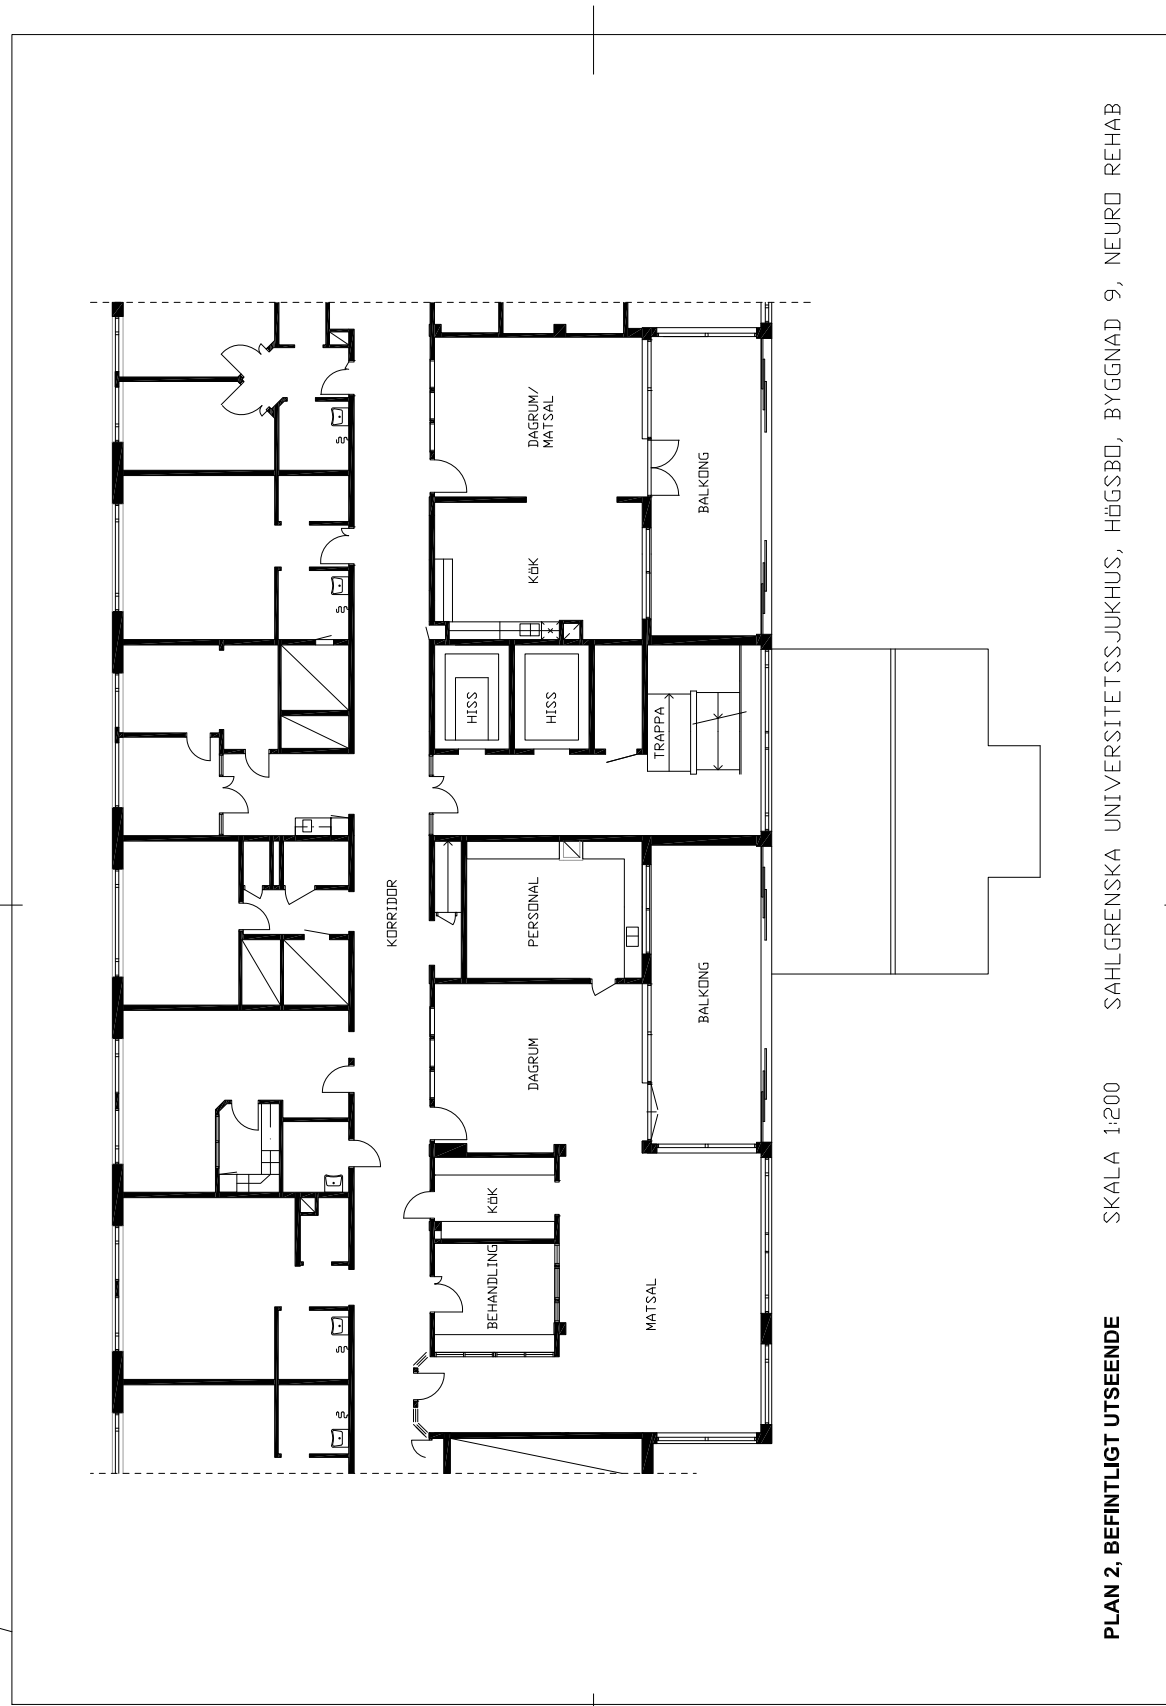 DAGRUM/
MATSAL
BALKONG
KÖK
HISS
HISS
TRAPPA
KORRIDOR
PERSONAL
BALKONG
DAGRUM
KÖK
BEHANDLING
MATSAL
PLAN 2, BEFINTLIGT UTSEENDE SKALA 1:200 SAHLGRENSKA UNIVERSITETSSJUKHUS, HÖGSBO, BYGGNAD 9, NEURO REHAB